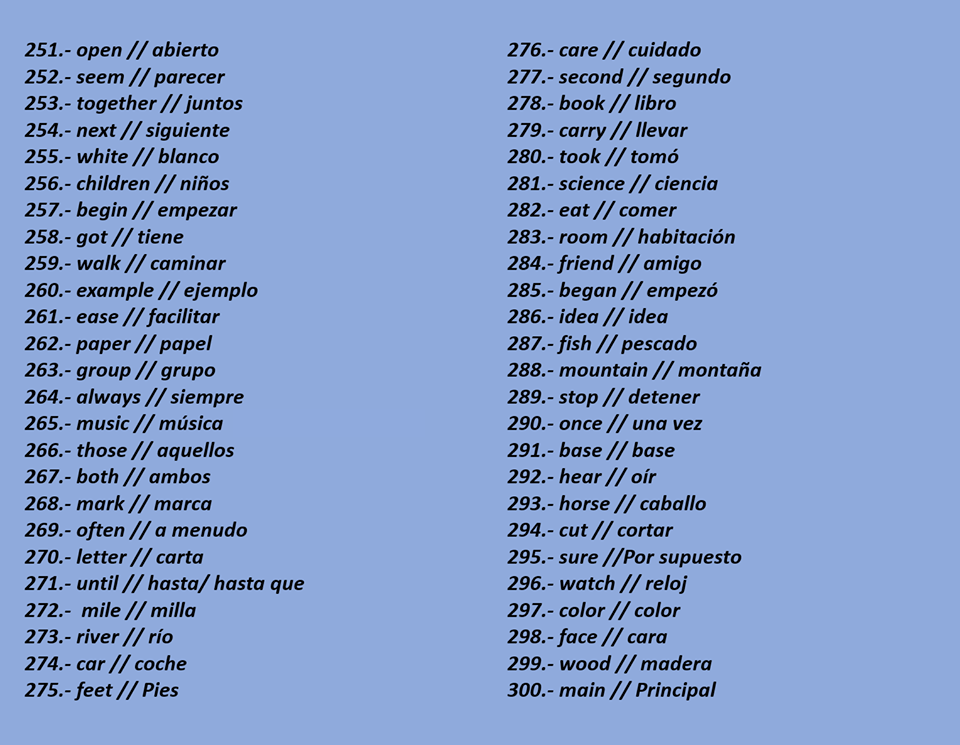 251.- open // abierto
252.- seem // parecer
253.- together // juntos
254.- next // siguiente
255.- white // blanco
256.- children // niños
257.- begin // empezar
258.- got // tiene
259.- walk // caminar
260.- example // ejemplo
261.- ease // facilitar
262.- paper // papel
263.- group // grupo
264.- always // siempre
265.- music // música
266.- those // aquellos
267.- both // ambos
268.- mark // marca
269.- often // a menudo
270.- letter // carta
271.- until // hasta/ hasta que
272.-  mile // milla
273.- river // río
274.- car // coche
275.- feet // Pies
276.- care // cuidado
277.- second // segundo
278.- book // libro
279.- carry // llevar
280.- took // tomó
281.- science // ciencia
282.- eat // comer
283.- room // habitación
284.- friend // amigo
285.- began // empezó
286.- idea // idea
287.- fish // pescado
288.- mountain // montaña
289.- stop // detener
290.- once // una vez
291.- base // base
292.- hear // oír
293.- horse // caballo
294.- cut // cortar
295.- sure //Por supuesto
296.- watch // reloj
297.- color // color
298.- face // cara
299.- wood // madera
300.- main // Principal